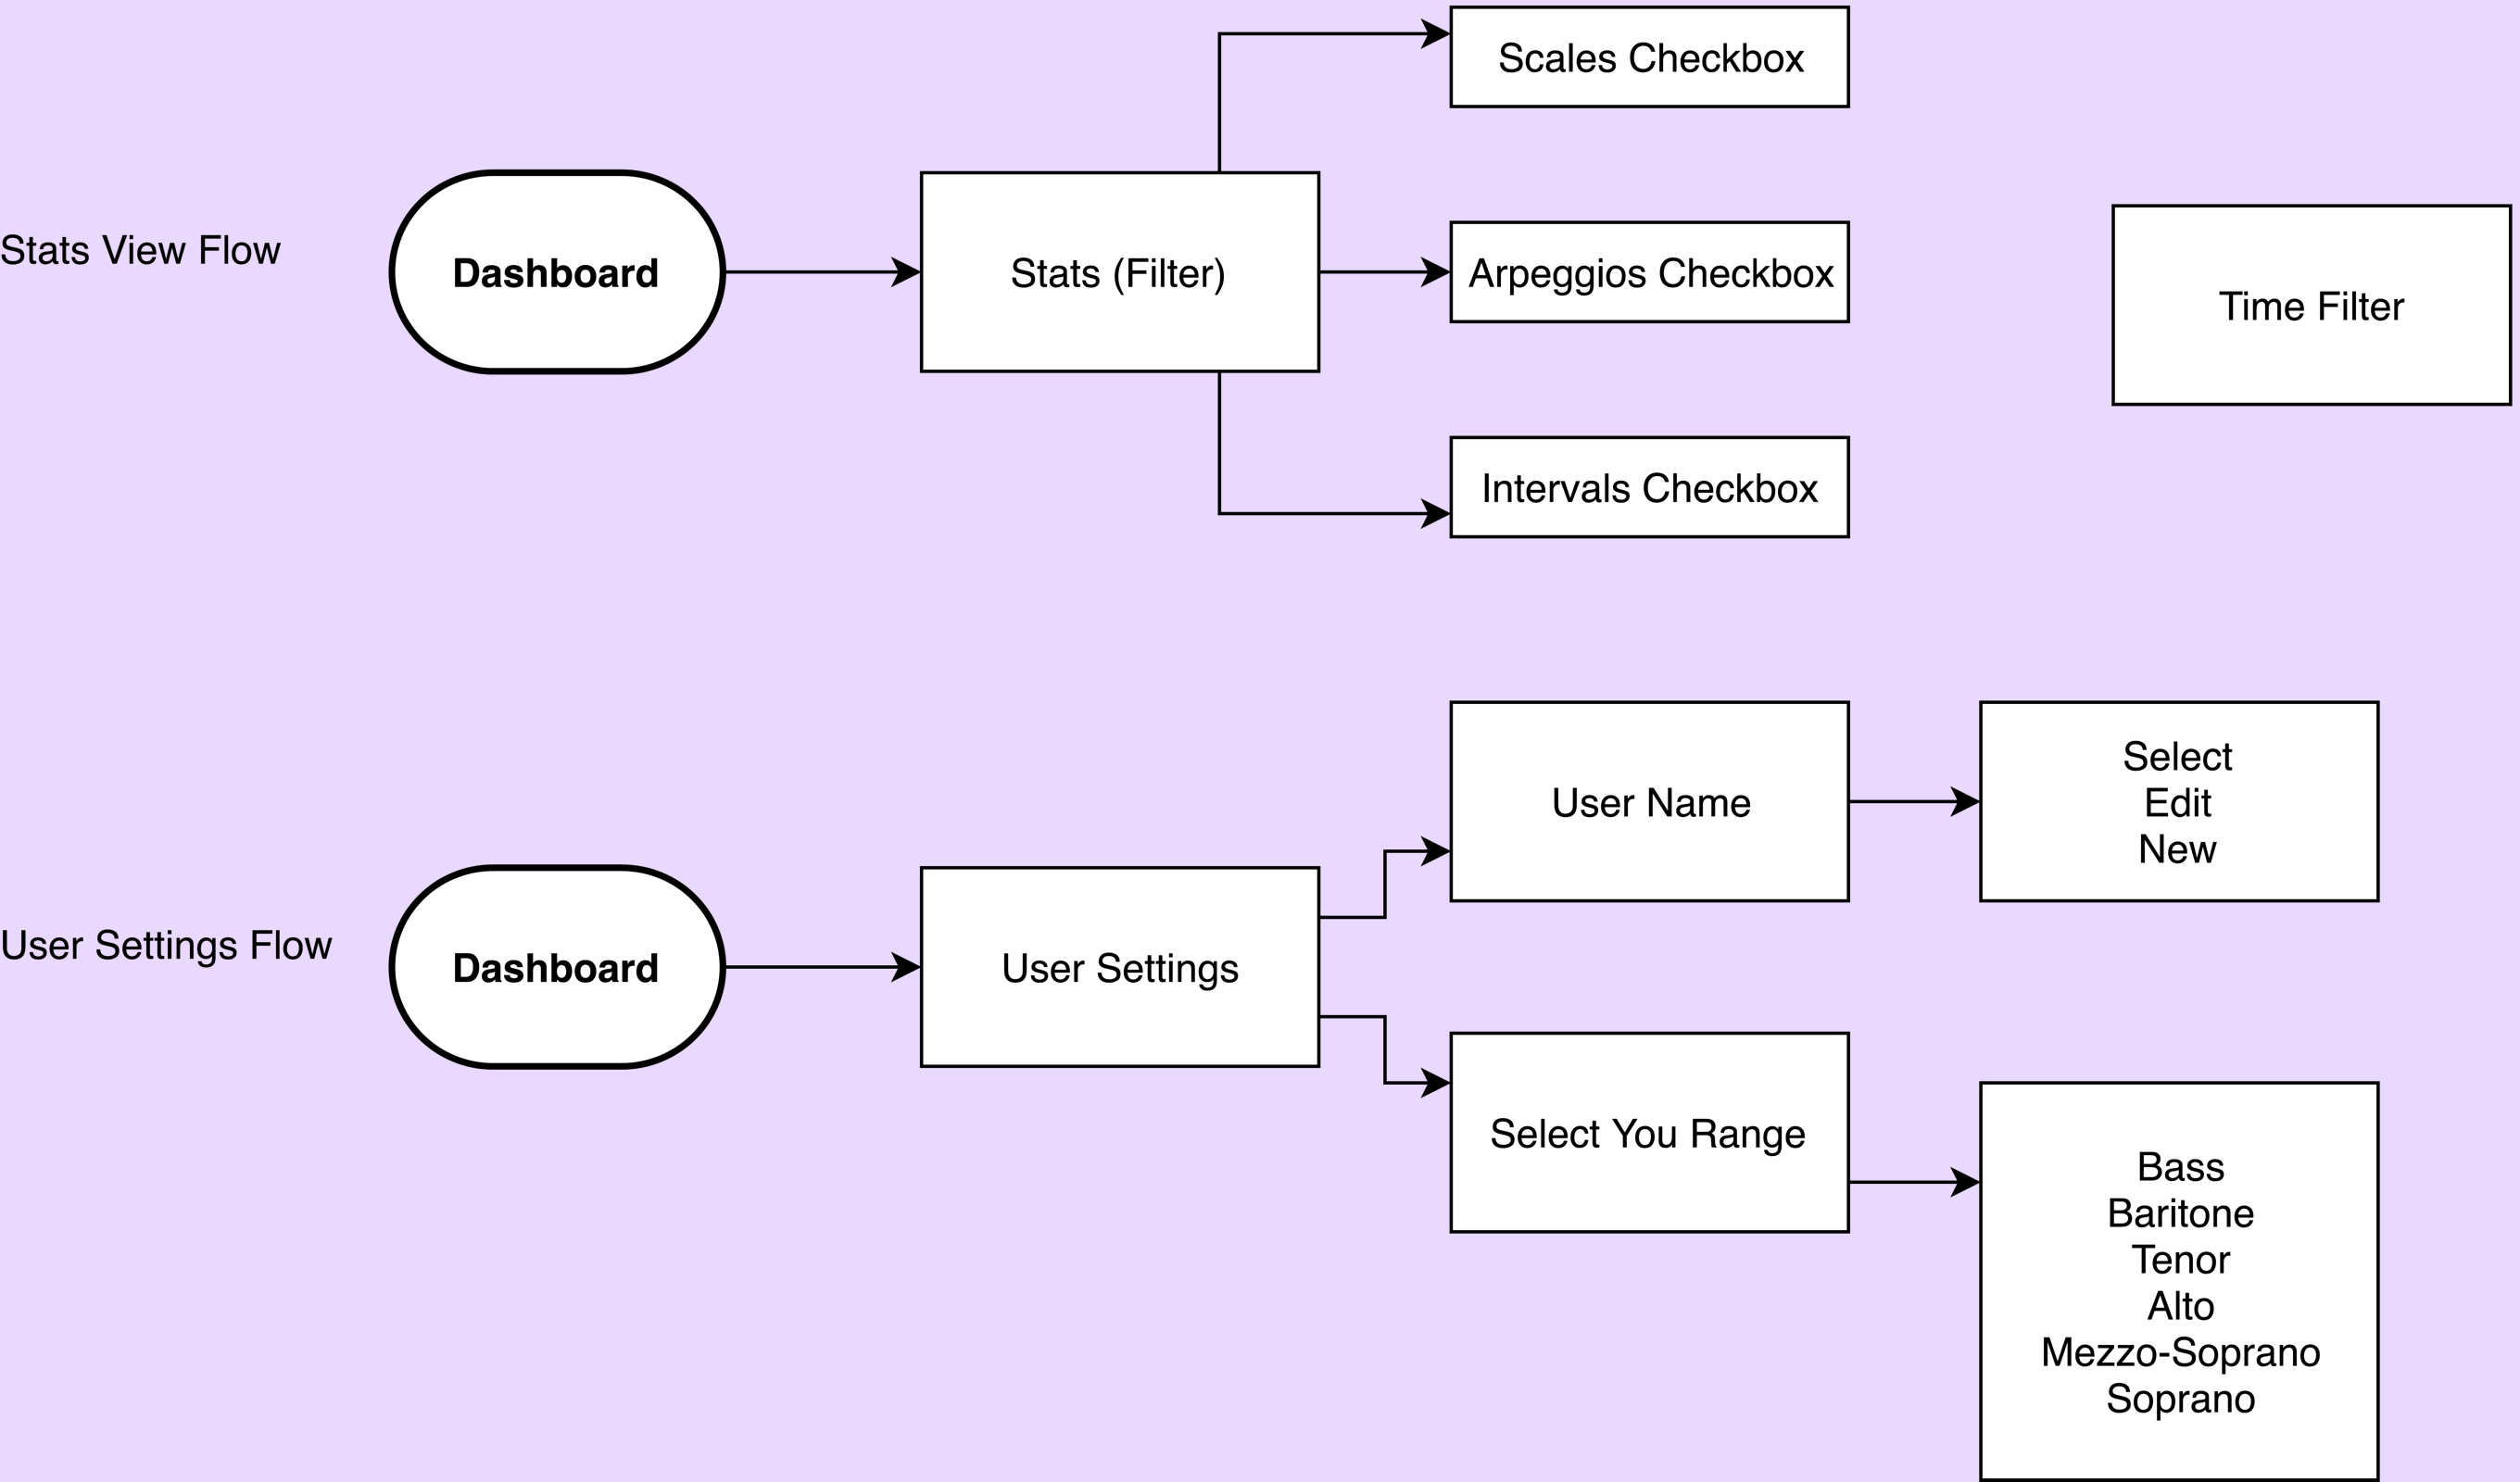 Scales Checkbox
Stats View Flow
Dashboard
Stats (Filter)
Arpeggios Checkbox
Time Filter
Intervals Checkbox
User Settings Flow
Dashboard
User Settings
User Name
Select
Edit
New
Select You Range
Bass
Baritone
Tenor
Alto
Mezzo-Soprano
Soprano